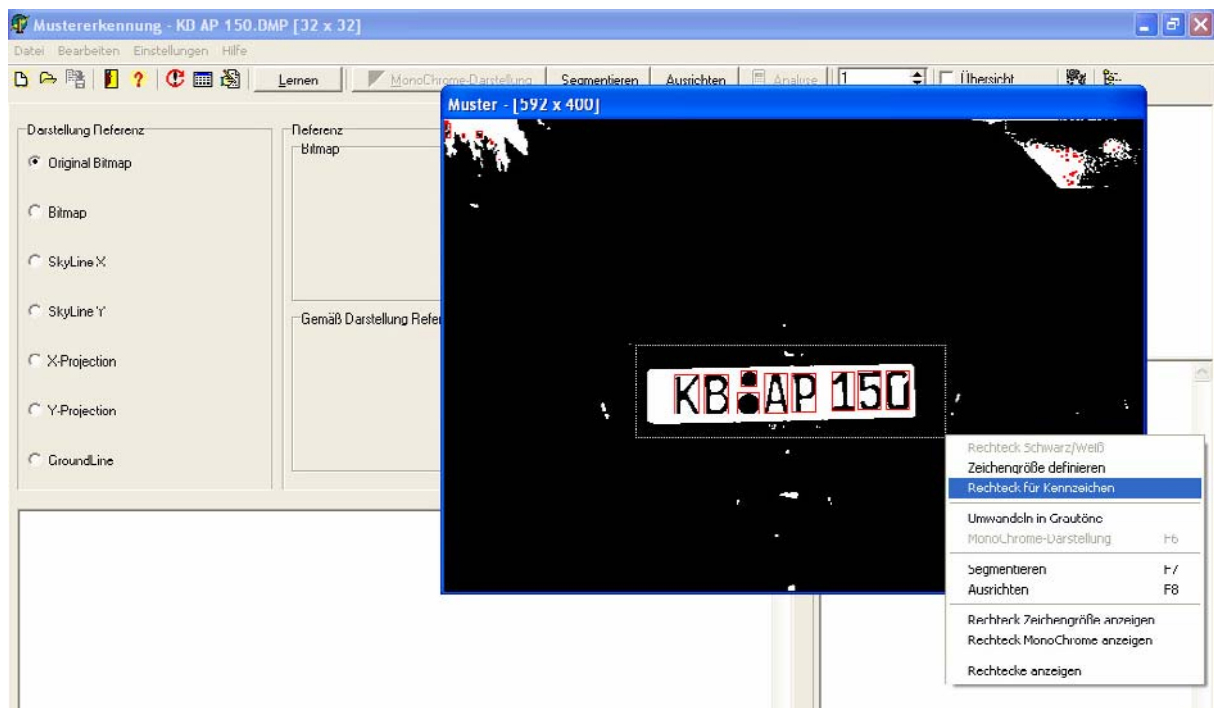 Mustererkennung - KB AP 150.BMP [32 x 32]
Datei Bearbeiten Einstellungen Hilfe
Lernen MonoChrome-Darstellung Segmentieren Ausrichten Analyse 1 Übersicht
Muster - [592 x 400]
Darstellung Referenz
Referenz
Bitmap
Original Bitmap
Bitmap
SkyLine X
SkyLine Y
Gemäß Darstellung Refer
X-Projection
Y-Projection
GroundLine
KB:AP 150
Rechteck Schwarz/Weiß
Zeichengröße definieren
Rechteck für Kennzeichen
Umwandeln in Grautöne
MonoChrome-Darstellung F6
Segmentieren F7
Ausrichten F8
Rechteck Zeichengröße anzeigen
Rechteck MonoChrome anzeigen
Rechtecke anzeigen